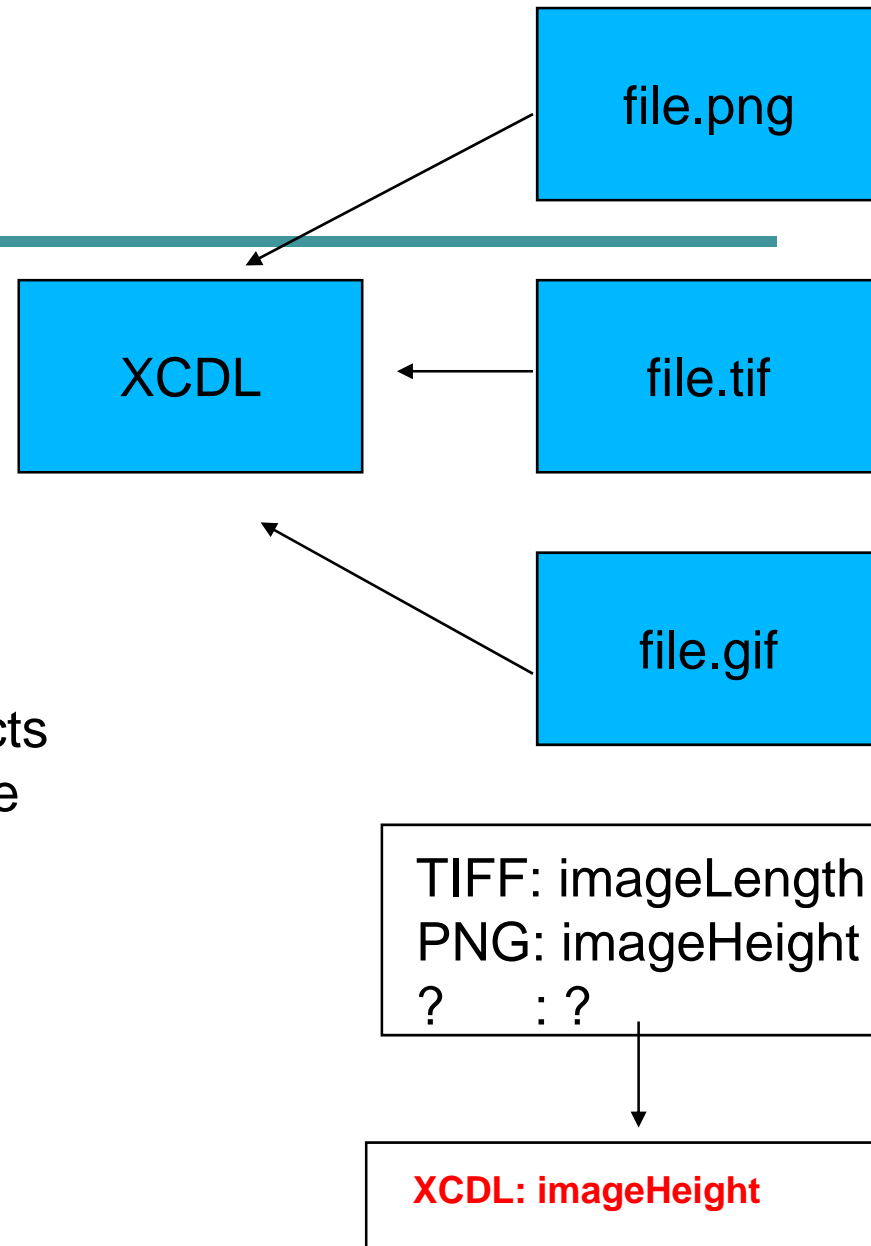 file.png
XCDL
file.tif
file.gif
cts
e
TIFF: imageLength
PNG: imageHeight
? : ?
XCDL: imageHeight